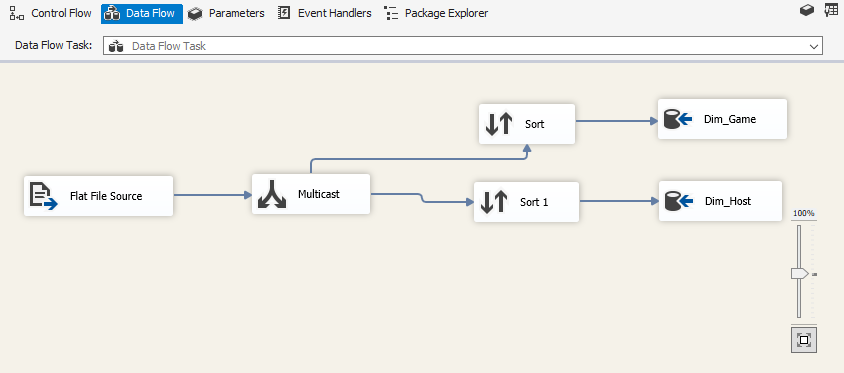 Control Flow Data Flow Parameters Event Handlers Package Explorer
Data Flow Task: Data Flow Task
Sort Dim_Game
Flat File Source Multicast Sort 1 Dim_Host
100%